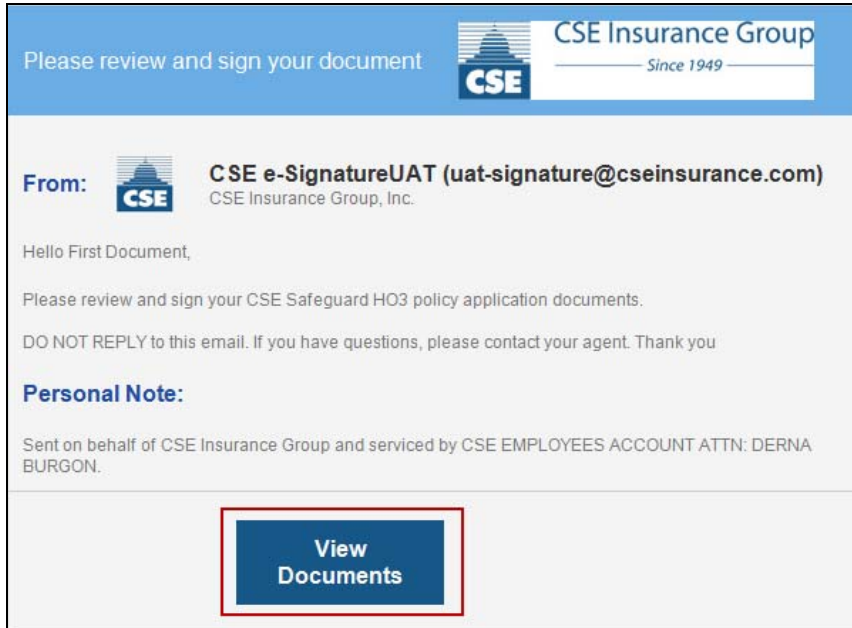 Please review and sign your document
CSE
CSE Insurance Group
Since 1949
From:
CSE
CSE e-SignatureUAT (uat-signature@cseinsurance.com)
CSE Insurance Group, Inc.
Hello First Document,
Please review and sign your CSE Safeguard HO3 policy application documents.
DO NOT REPLY to this email. If you have questions, please contact your agent. Thank you
Personal Note:
Sent on behalf of CSE Insurance Group and serviced by CSE EMPLOYEES ACCOUNT ATTN: DERNA
BURGON.
View
Documents